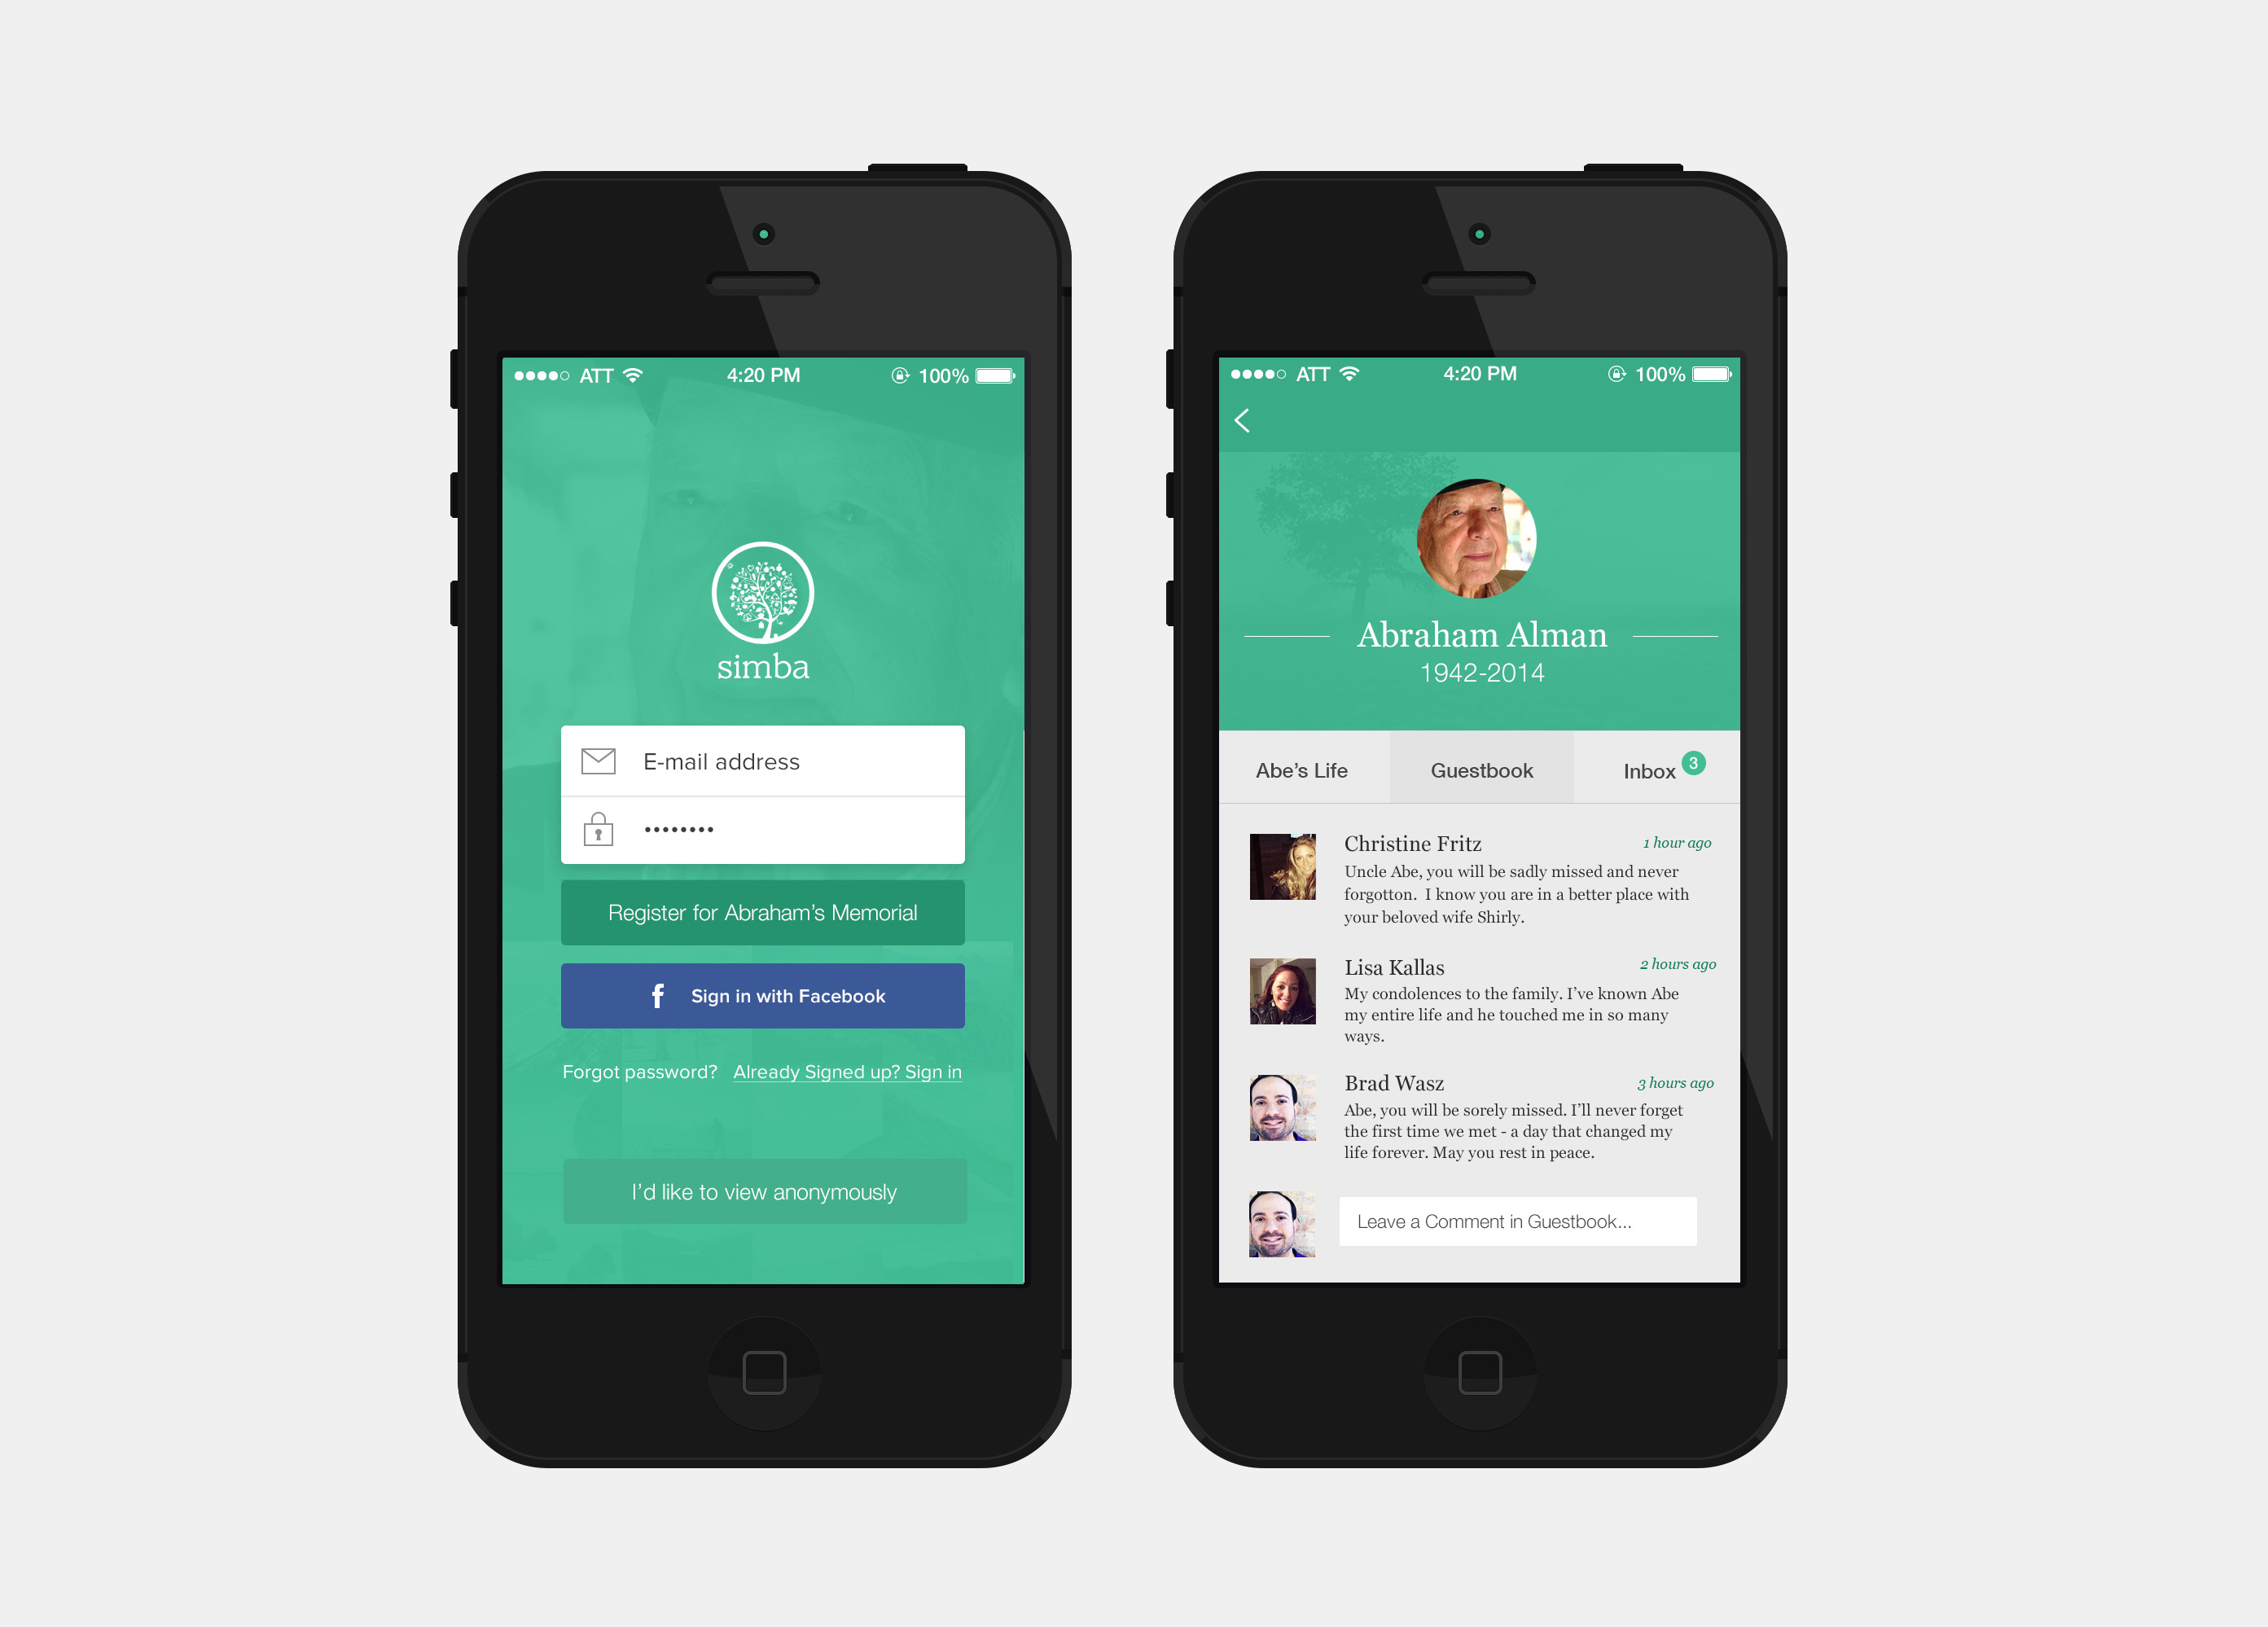 ATT 4:20 PM 100%
simba
E-mail address
••••••••
Register for Abraham's Memorial
f Sign in with Facebook
Forgot password? Already Signed up? Sign in
I'd like to view anonymously
ATT 4:20 PM 100%
Abraham Alman
1942-2014
Abe's Life Guestbook Inbox 3
Christine Fritz 1 hour ago
Uncle Abe, you will be sadly missed and never
forgotton. I know you are in a better place with
your beloved wife Shirly.
Lisa Kallas 2 hours ago
My condolences to the family. I've known Abe
my entire life and he touched me in so many
ways.
Brad Wasz 3 hours ago
Abe, you will be sorely missed. I'll never forget
the first time we met - a day that changed my
life forever. May you rest in peace.
Leave a Comment in Guestbook...